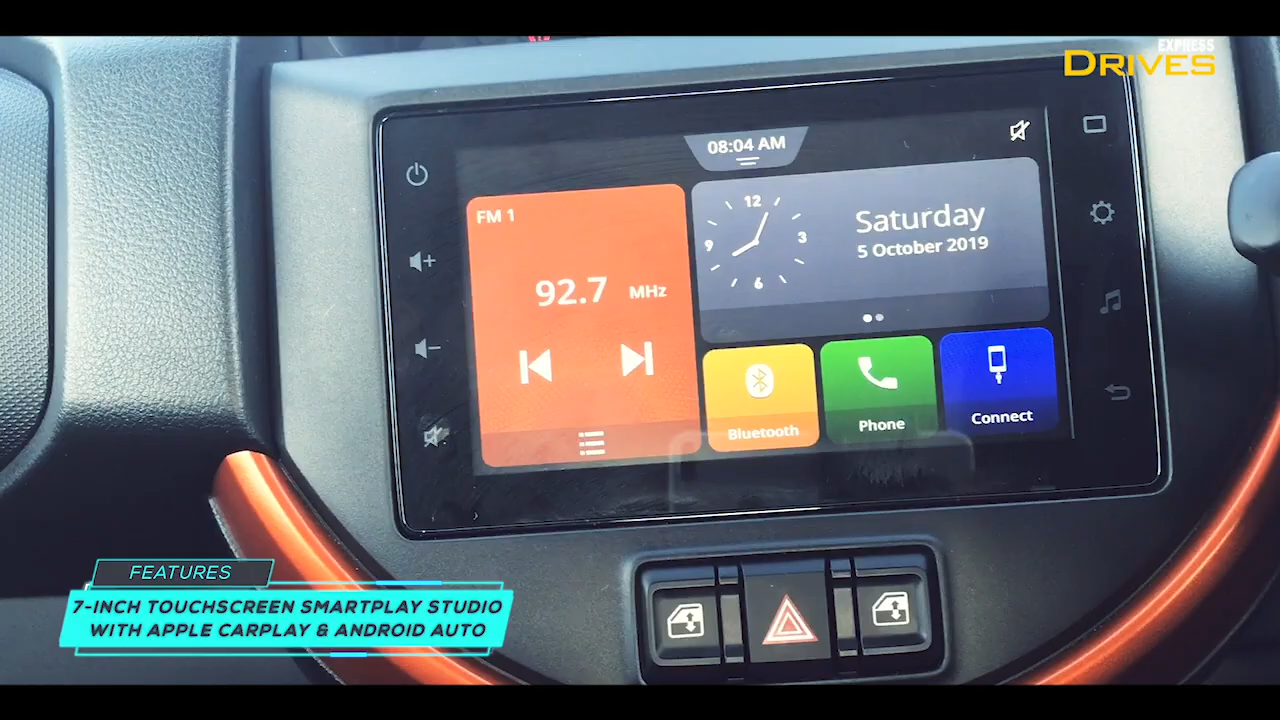 EXPRESS
DRIVES
08:04 AM
FM 1
92.7 MHz
12
3
6
9
Saturday
5 October 2019
Bluetooth
Phone
Connect
FEATURES
7-INCH TOUCHSCREEN SMARTPLAY STUDIO
WITH APPLE CARPLAY & ANDROID AUTO